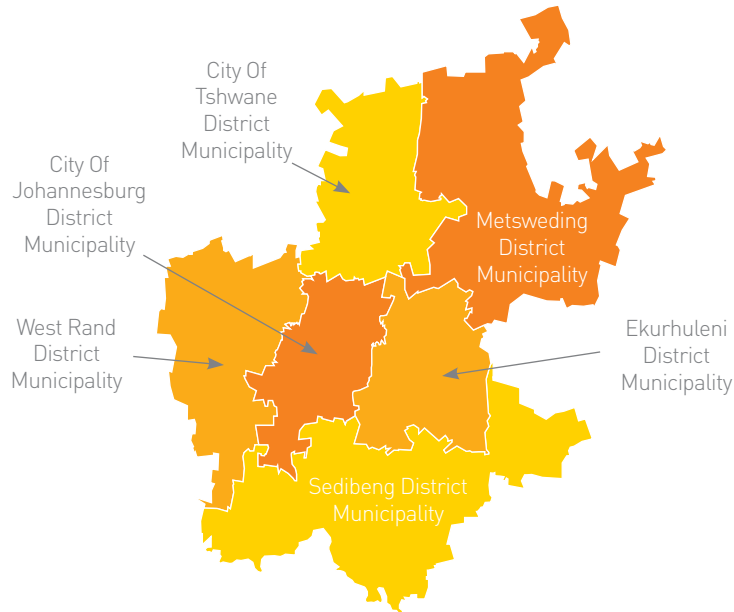 City Of
Tshwane
District
Municipality
City Of
Johannesburg
District
Municipality
Metsweding
District
Municipality
West Rand
District
Municipality
Ekurhuleni
District
Municipality
Sedibeng District
Municipality